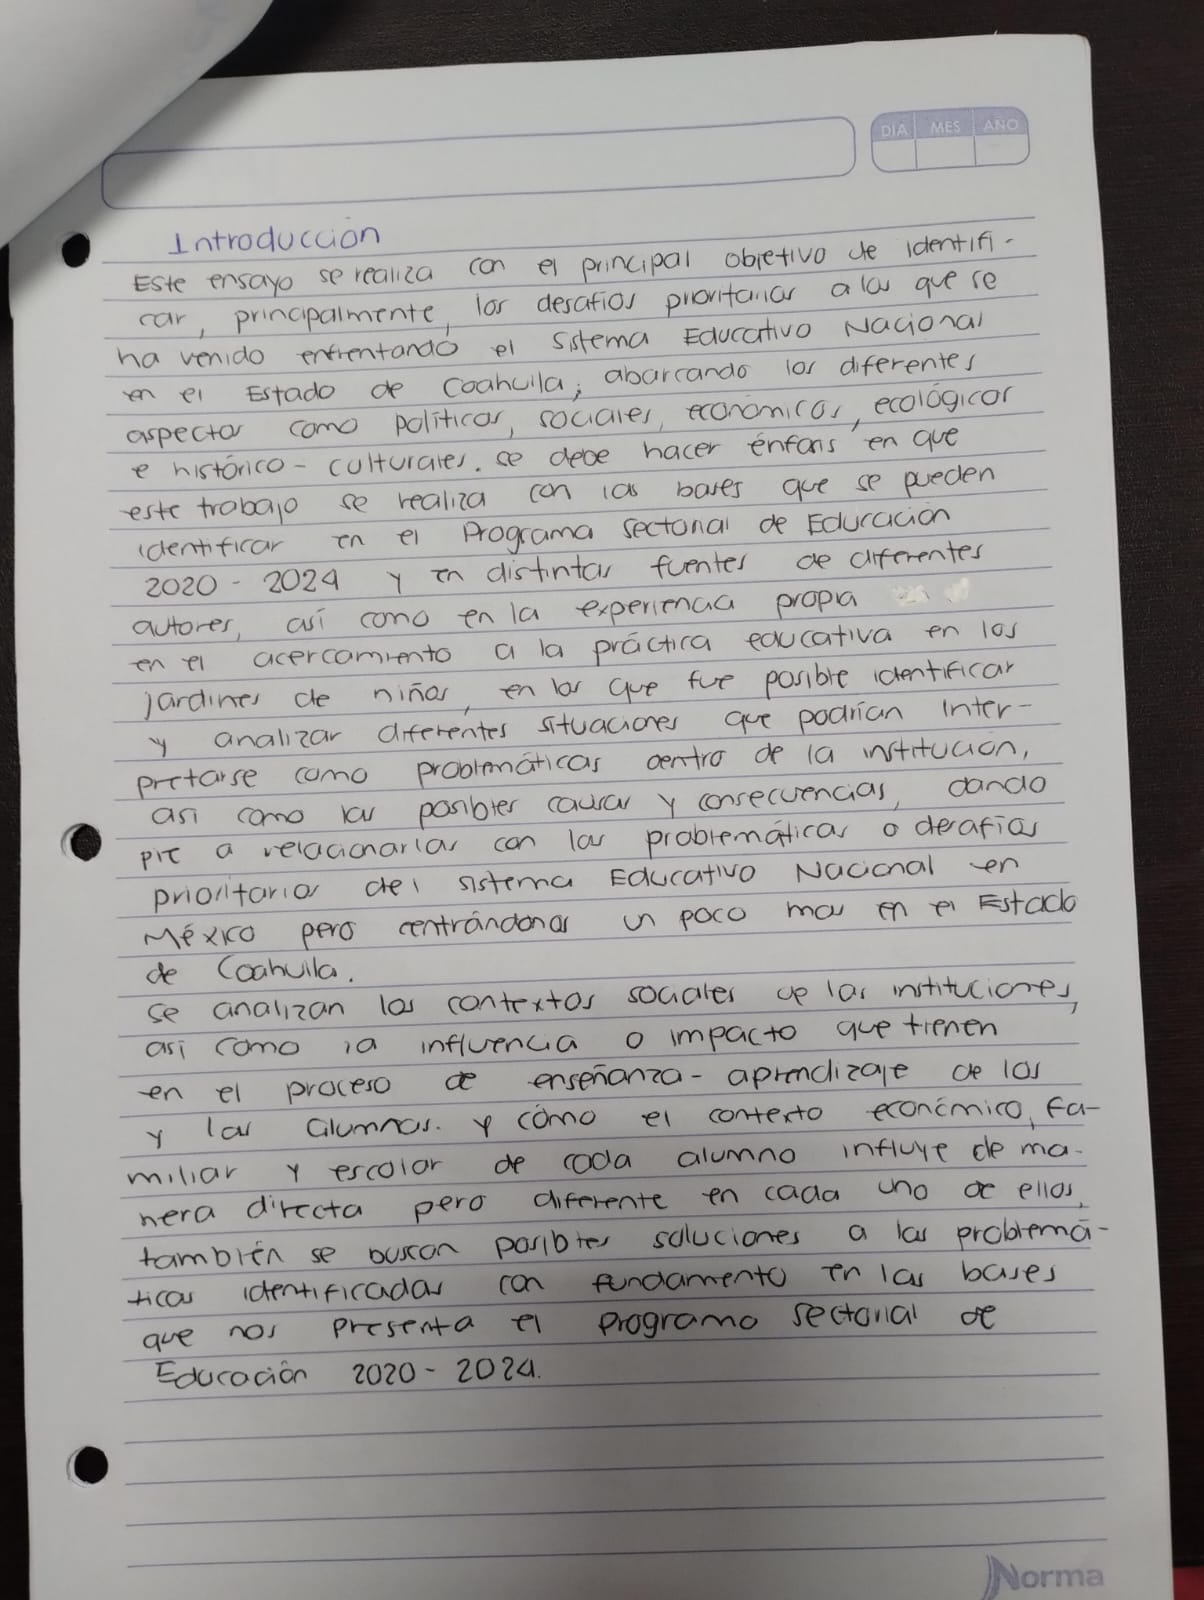 DIA MES AÑO
Introducción
Este ensayo se realiza con el principal objetivo de identifi-
car, principalmente, los desafíos prioritarios a los que se
ha venido enfrentando el Sistema Educativo Nacional
en el Estado de Coahuila; abarcando los diferentes
aspectos como políticos, sociales, económicos, ecológicos
e histórico - culturales. se debe hacer énfasis en que
este trabajo se realiza con las bases que se pueden
identificar en el Programa sectorial de Educación
2020 - 2024 y en distintas fuentes de diferentes
autores, así como en la experiencia propia
en el acercamiento a la práctica educativa en los
jardines de niños, en los que fue posible identificar
y analizar diferentes situaciones que podrían inter-
pretarse como problemáticas dentro de la institución,
así como las posibles causas y consecuencias, dando
pie a relacionarlas con las problemáticas o desafíos
prioritarios del sistema Educativo Nacional en
México pero centrándonos un poco mas en el Estado
de Coahuila.
se analizan los contextos sociales de las instituciones,
así como la influencia o impacto que tienen
en el proceso de enseñanza - aprendizaje de los
y las alumnos. y cómo el contexto económico, fa-
miliar y escolar de cada alumno influye de ma-
nera directa pero diferente en cada uno de ellos,
también se buscan posibles soluciones a las problemá-
ticas identificadas con fundamento en las bases
que nos presenta el programa sectorial de
Educación 2020 - 2024.
Norma